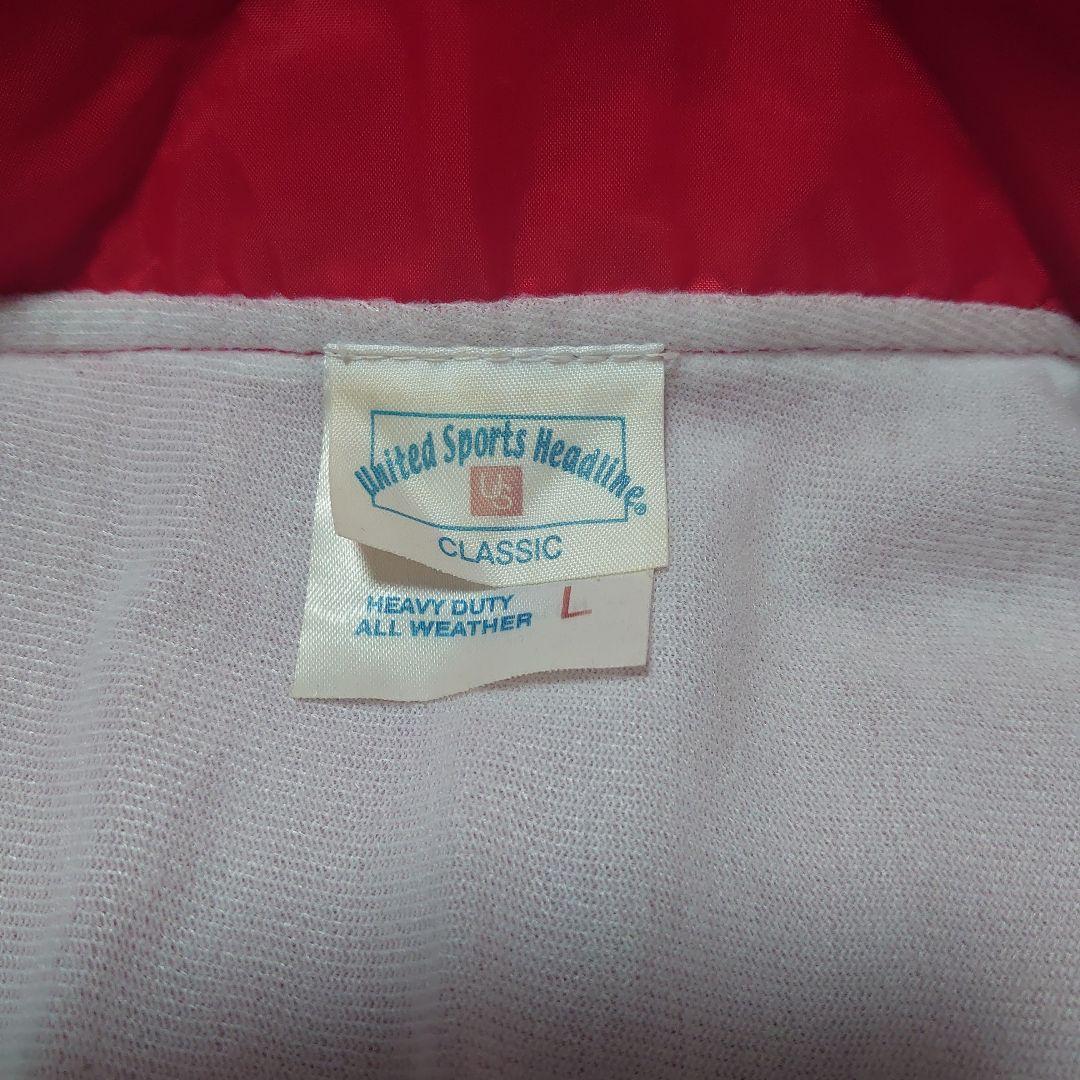 United Sports Headline®
US
CLASSIC
HEAVY DUTY L
ALL WEATHER